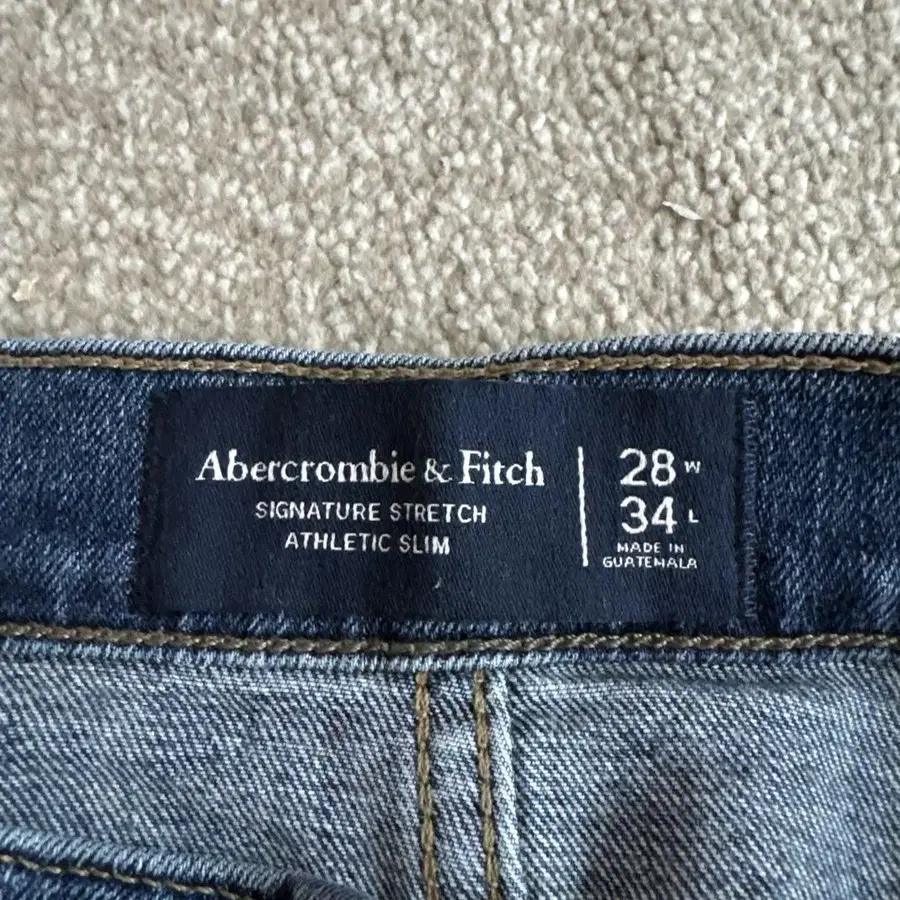 Abercrombie & Fitch
SIGNATURE STRETCH
ATHLETIC SLIM
28 W
34 L
MADE IN
GUATEMALA